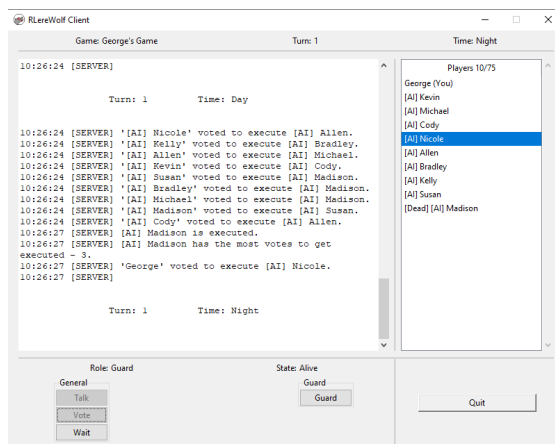 RLereWolf Client
Game: George's Game
Turn: 1
Time: Night
10:26:24 [SERVER]
Turn: 1 Time: Day
10:26:24 [SERVER] '[AI] Nicole' voted to execute [AI] Allen.
10:26:24 [SERVER] '[AI] Kelly' voted to execute [AI] Bradley.
10:26:24 [SERVER] '[AI] Allen' voted to execute [AI] Michael.
10:26:24 [SERVER] '[AI] Kevin' voted to execute [AI] Cody.
10:26:24 [SERVER] '[AI] Susan' voted to execute [AI] Madison.
10:26:24 [SERVER] '[AI] Bradley' voted to execute [AI] Madison.
10:26:24 [SERVER] '[AI] Michael' voted to execute [AI] Madison.
10:26:24 [SERVER] '[AI] Madison' voted to execute [AI] Susan.
10:26:24 [SERVER] '[AI] Cody' voted to execute [AI] Allen.
10:26:27 [SERVER] [AI] Madison is executed.
10:26:27 [SERVER] [AI] Madison has the most votes to get
executed - 3.
10:26:27 [SERVER] 'George' voted to execute [AI] Nicole.
10:26:27 [SERVER]
Turn: 1 Time: Night
Players 10/75
George (You)
[AI] Kevin
[AI] Michael
[AI] Cody
[AI] Nicole
[AI] Allen
[AI] Bradley
[AI] Kelly
[AI] Susan
[Dead] [AI] Madison
Role: Guard
State: Alive
General
Talk
Vote
Wait
Guard
Guard
Quit